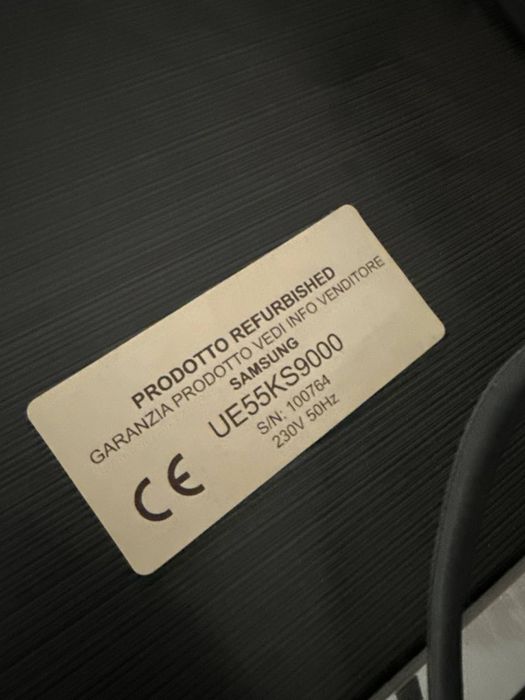 PRODOTTO REFURBISHED
GARANZIA PRODOTTO VEDI INFO VENDITORE
SAMSUNG
UE55KS9000
S/N: 100764
230V 50Hz
CE